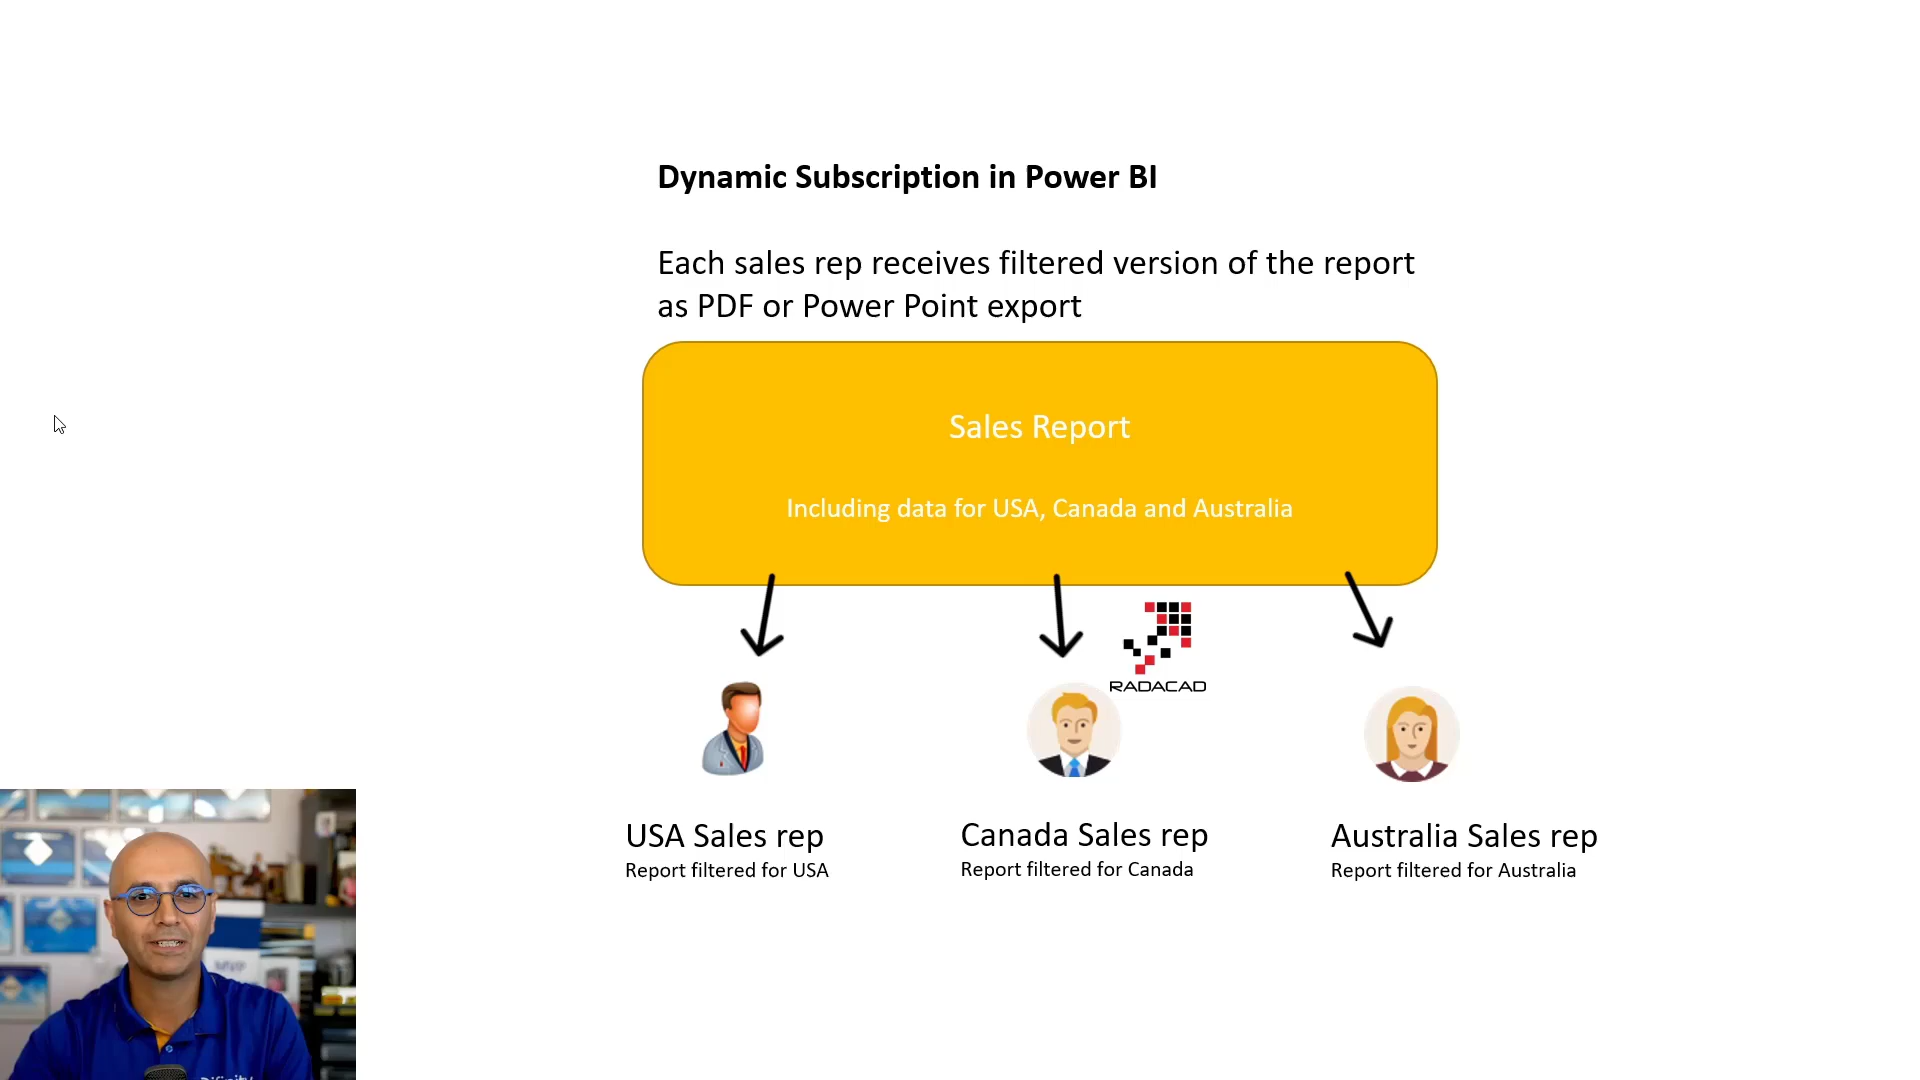 Dynamic Subscription in Power BI
Each sales rep receives filtered version of the report
as PDF or Power Point export
Sales Report
Including data for USA, Canada and Australia
RADACAD
USA Sales rep
Report filtered for USA
Canada Sales rep
Report filtered for Canada
Australia Sales rep
Report filtered for Australia
MVP